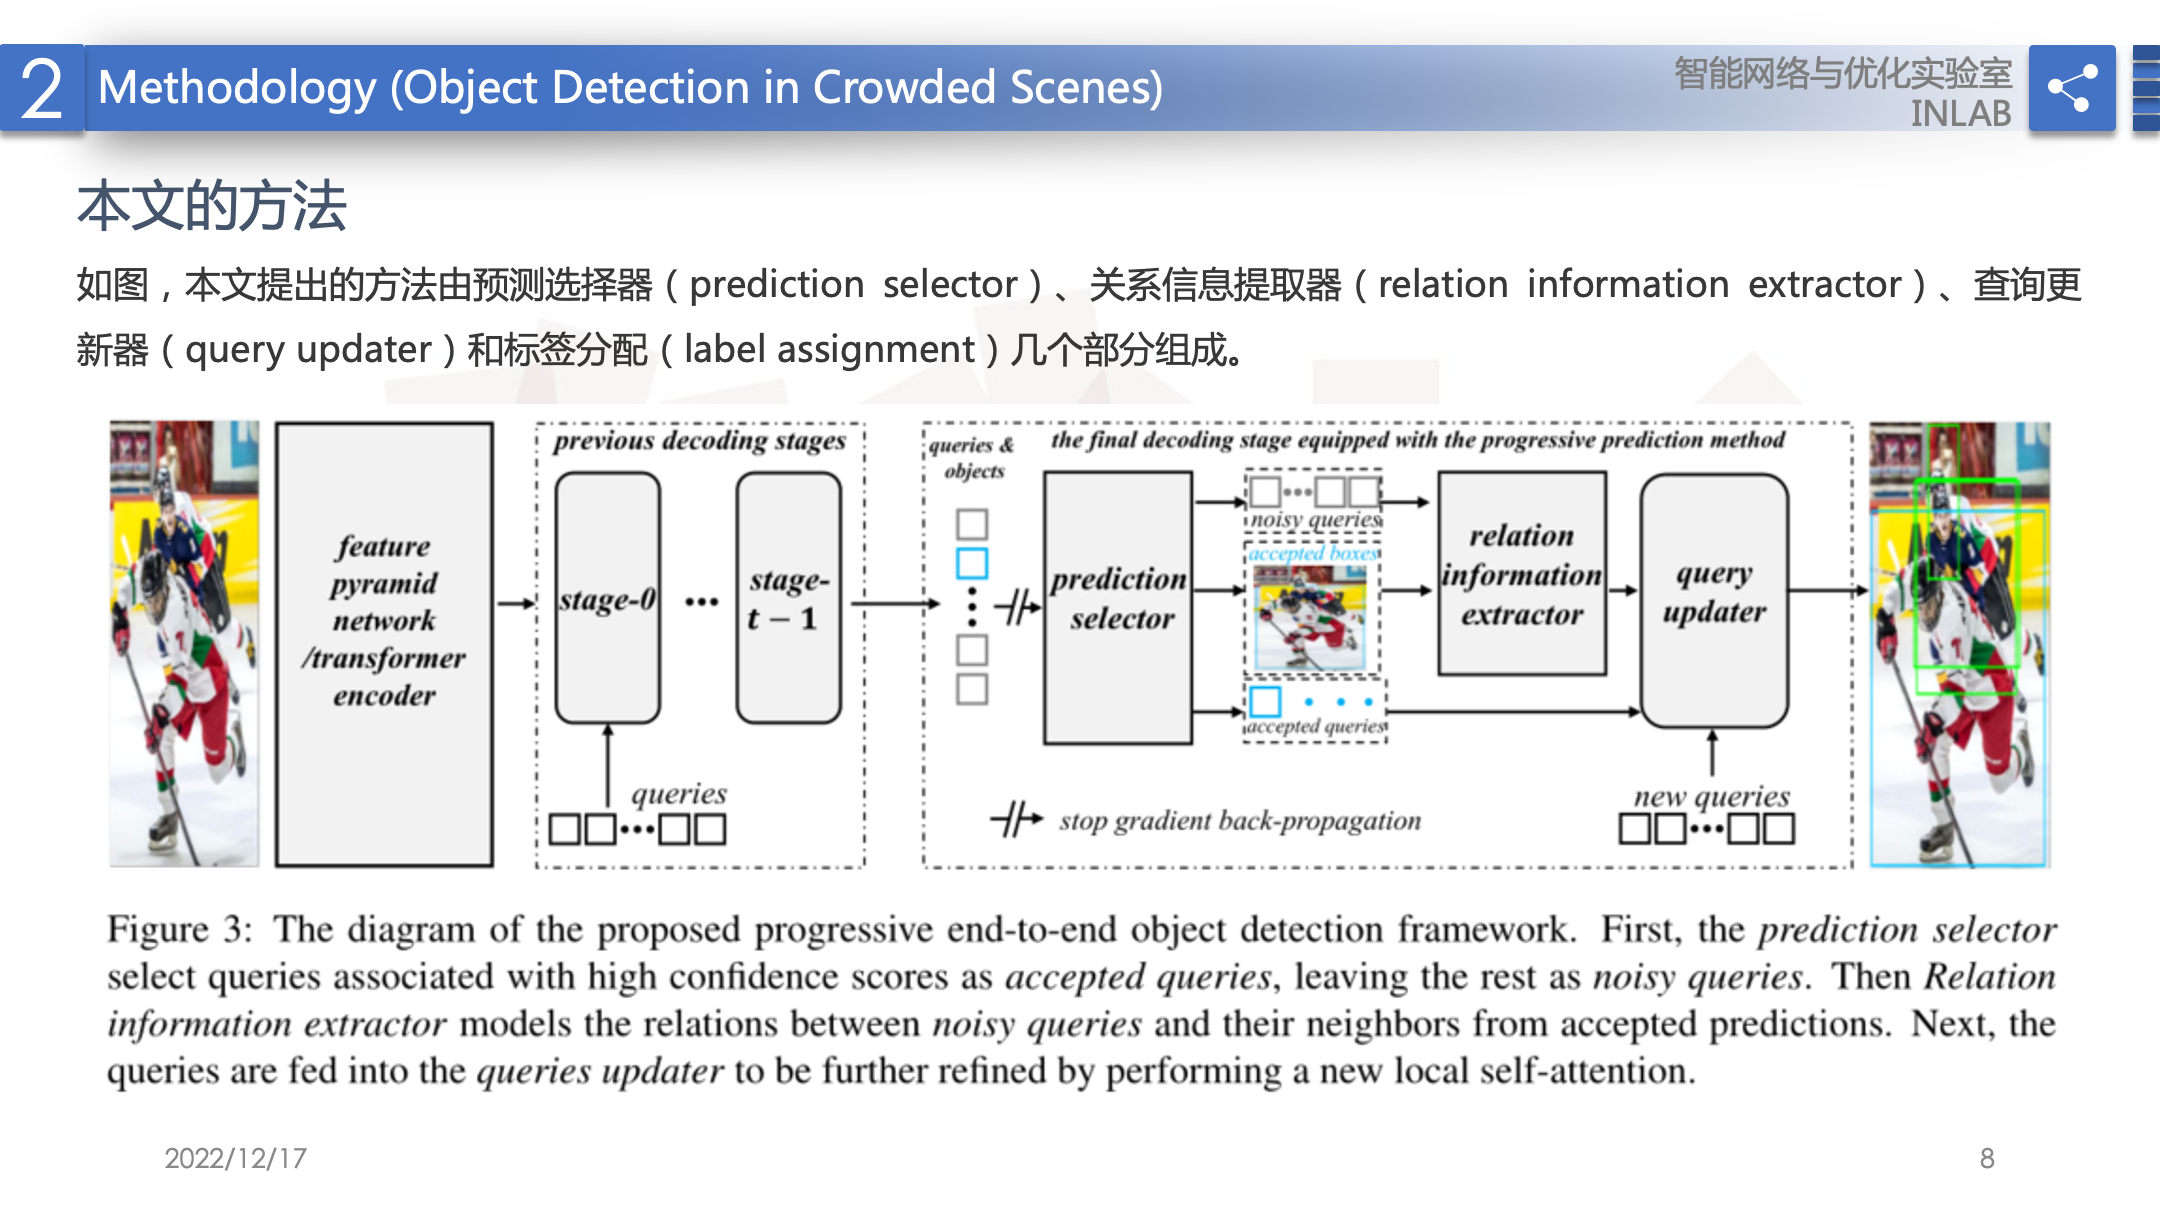 2
Methodology (Object Detection in Crowded Scenes)
智能网络与优化实验室
INLAB
本文的方法
如图，本文提出的方法由预测选择器（prediction selector）、关系信息提取器（relation information extractor）、查询更
新器（query updater）和标签分配（label assignment）几个部分组成。
feature
pyramid
network
/transformer
encoder
previous decoding stages
stage-0
...
stage-
t − 1
queries
queries &
objects
the final decoding stage equipped with the progressive prediction method
prediction
selector
noisy queries
accepted boxes
accepted queries
relation
information
extractor
query
updater
new queries
stop gradient back-propagation
Figure 3: The diagram of the proposed progressive end-to-end object detection framework. First, the prediction selector
select queries associated with high confidence scores as accepted queries, leaving the rest as noisy queries. Then Relation
information extractor models the relations between noisy queries and their neighbors from accepted predictions. Next, the
queries are fed into the queries updater to be further refined by performing a new local self-attention.
2022/12/17
8